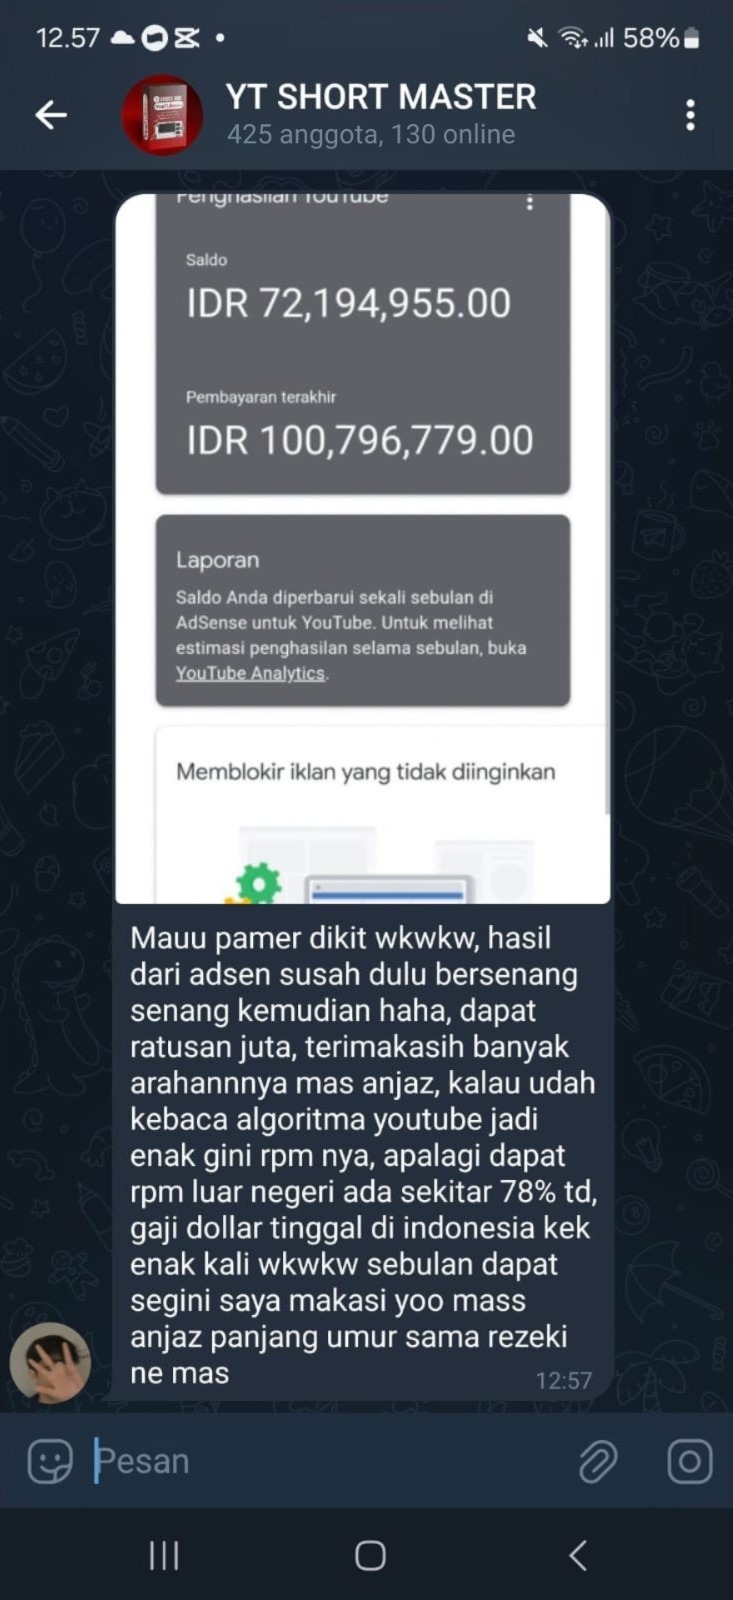 12.57
58%
YT SHORT MASTER
425 anggota, 130 online
Penghasilan YouTube
Saldo
IDR 72,194,955.00
Pembayaran terakhir
IDR 100,796,779.00
Laporan
Saldo Anda diperbarui sekali sebulan di
AdSense untuk YouTube. Untuk melihat
estimasi penghasilan selama sebulan, buka
YouTube Analytics.
Memblokir iklan yang tidak diinginkan
Mauu pamer dikit wkwkw, hasil
dari adsen susah dulu bersenang
senang kemudian haha, dapat
ratusan juta, terimakasih banyak
arahannnya mas anjaz, kalau udah
kebaca algoritma youtube jadi
enak gini rpm nya, apalagi dapat
rpm luar negeri ada sekitar 78% td,
gaji dollar tinggal di indonesia kek
enak kali wkwkw sebulan dapat
segini saya makasi yoo mass
anjaz panjang umur sama rezeki
ne mas
12:57
Pesan